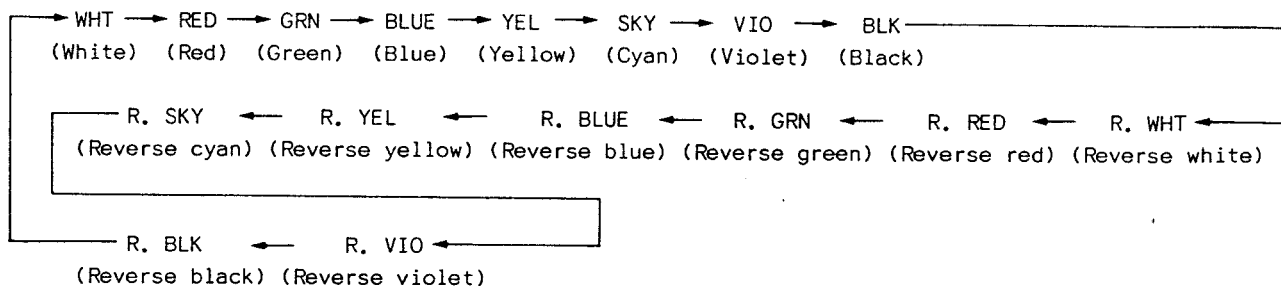 WHT RED GRN BLUE YEL SKY VIO BLK
(White) (Red) (Green) (Blue) (Yellow) (Cyan) (Violet) (Black)
R. SKY R. YEL R. BLUE R. GRN R. RED R. WHT
(Reverse cyan) (Reverse yellow) (Reverse blue) (Reverse green) (Reverse red) (Reverse white)
R. BLK R. VIO
(Reverse black) (Reverse violet)